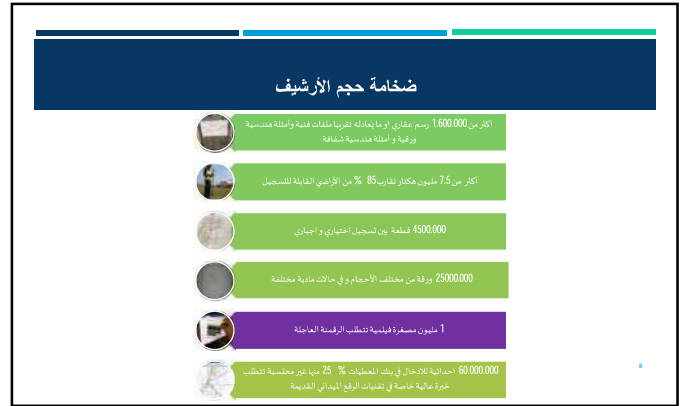 ضخامة حجم الأرشيف
أكثر من 1.600.000 رسم عقاري او ما يعادله تقريبا ملفات فنية وأمثلة هندسية
ورقية و أمثلة هندسية شفافة
أكثر من 7.5 مليون هكتار تقارب 85 % من الأراضي القابلة للتسجيل
4500.000 قطعة بين تسجيل اختياري و اجباري
25000.000 ورقة من مختلف الأحجام و في حالات مادية مختلفة
1 مليون مصغرة فيلمية تتطلب الرقمنة العاجلة
60.000.000 احداثية للادخال في بنك المعطيات % 25 منها غير محتسبة تتطلب
خبرة عالية خاصة في تقنيات الرفع الميداني القديمة